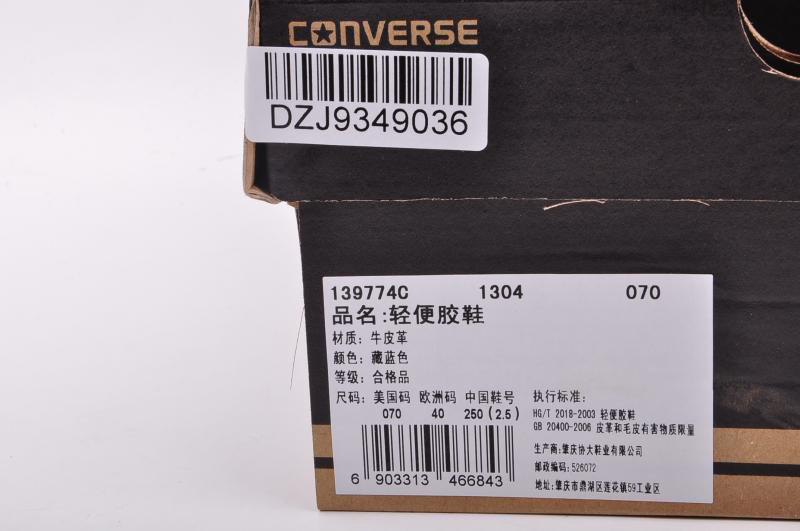 CONVERSE
DZJ9349036
139774C 1304 070
品名:轻便胶鞋
材质: 牛皮革
颜色: 藏蓝色
等级: 合格品
尺码: 美国码 欧洲码 中国鞋号
070 40 250(2.5)
6 903313 466843
执行标准:
HG/T 2018-2003 轻便胶鞋
GB 20400-2006 皮革和毛皮有害物质限量
生产商: 肇庆协大鞋业有限公司
邮政编码: 526072
地址: 肇庆市鼎湖区莲花镇59工业区